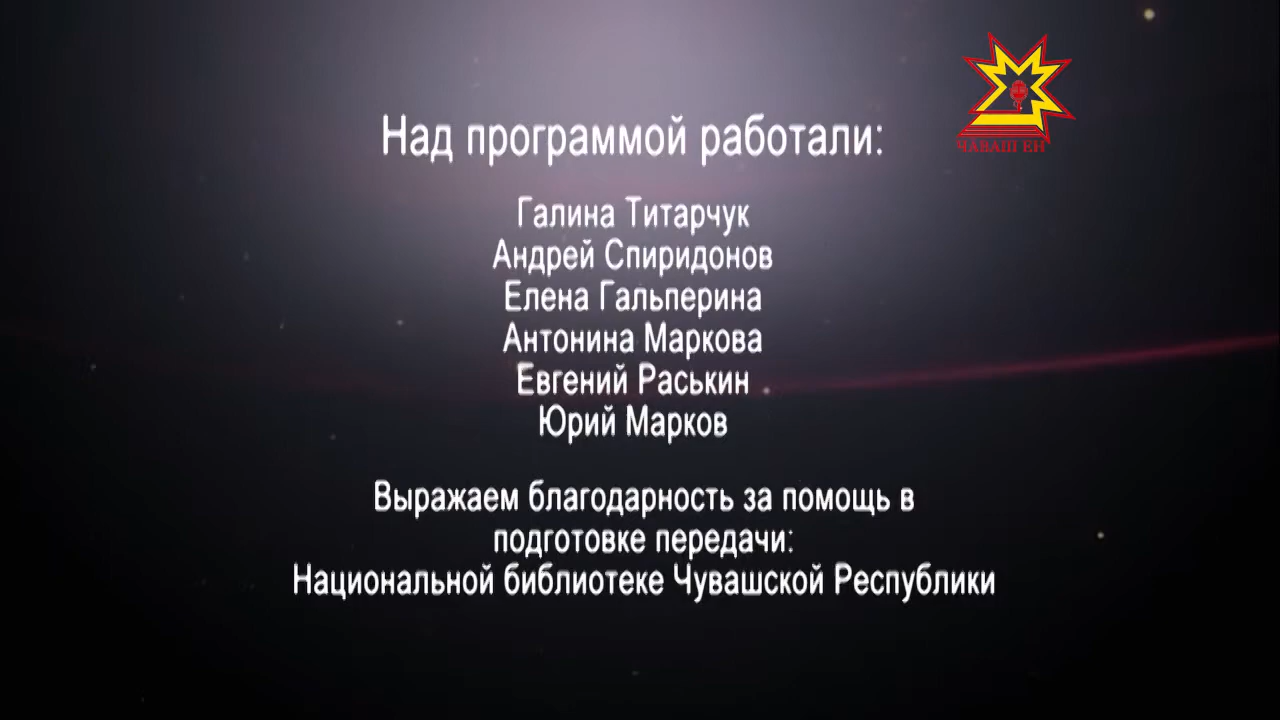 ЧӐВАШ ЕН
Над программой работали:
Галина Титарчук
Андрей Спиридонов
Елена Гальперина
Антонина Маркова
Евгений Раськин
Юрий Марков
Выражаем благодарность за помощь в
подготовке передачи:
Национальной библиотеке Чувашской Республики